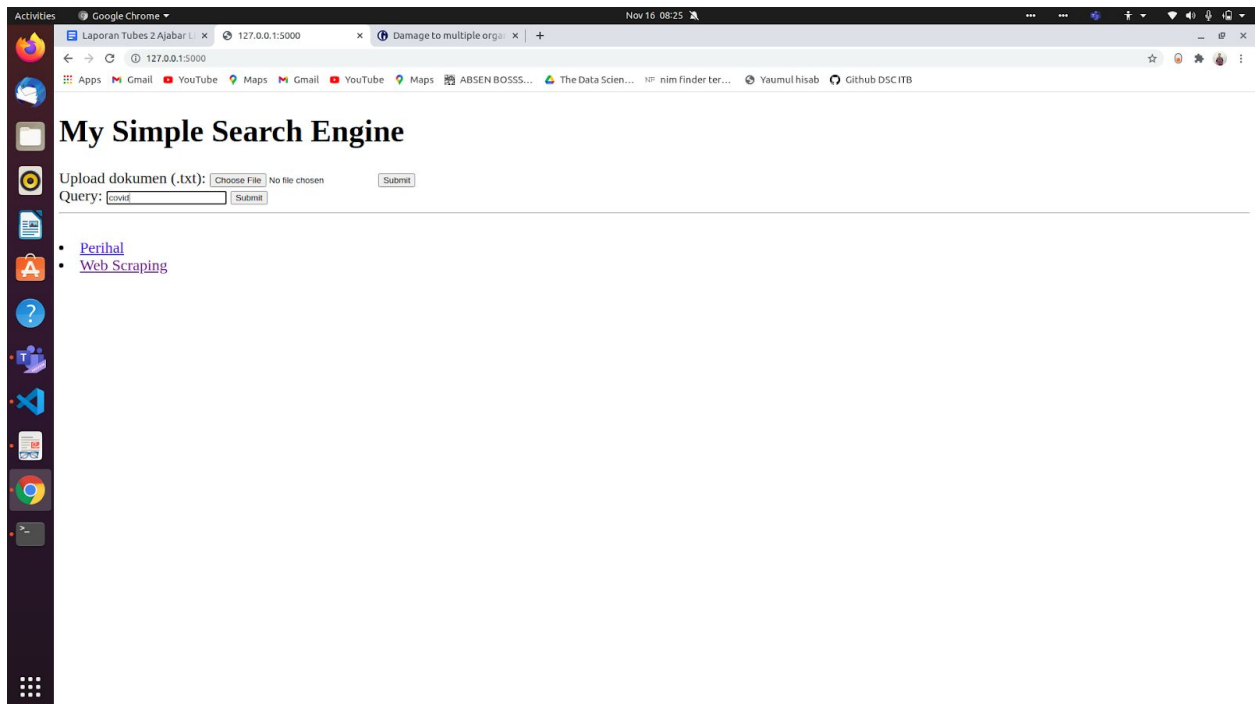 Activities Google Chrome Nov 16 08:25
Laporan Tubes 2 Ajabar L 127.0.0.1:5000 Damage to multiple orga
127.0.0.1:5000
Apps Gmail YouTube Maps Gmail YouTube Maps ABSEN BOSSS... The Data Scien... nim finder ter... Yaumul hisab Github DSC ITB
My Simple Search Engine
Upload dokumen (.txt): Choose File No file chosen Submit
Query: covid Submit
Perihal
Web Scraping